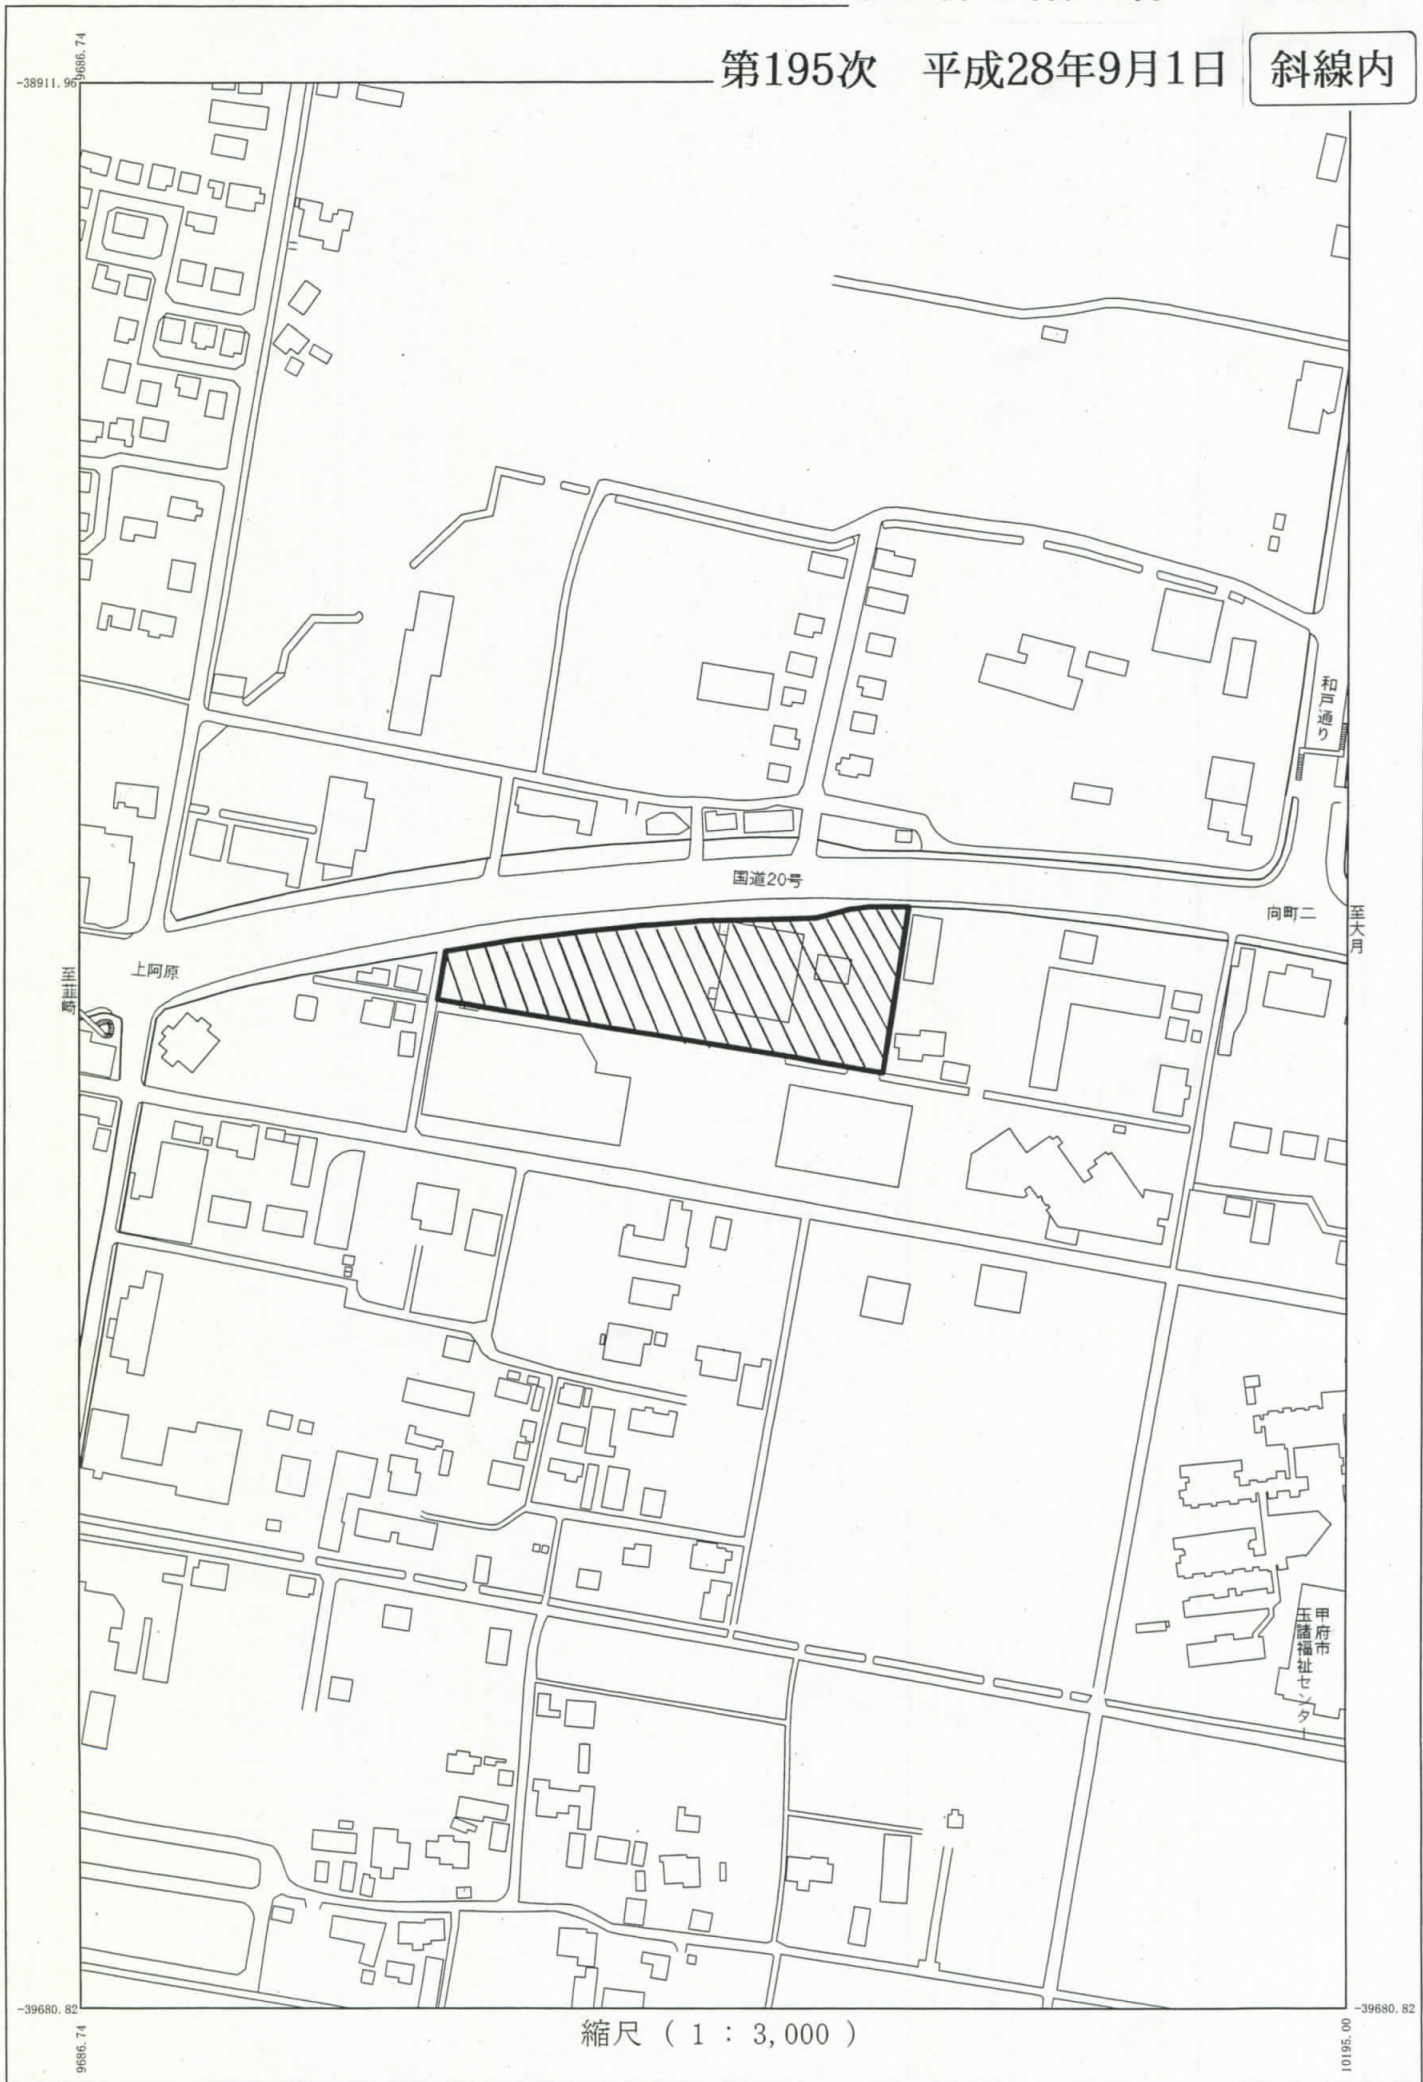 第195次　平成28年9月1日 斜線内
9686.74
-38911.96
和戸通り
国道20号
向町二
至大月
上阿原
至韮崎
甲府市
玉諸福祉センター
-39680.82
-39680.82
9686.74
縮尺 ( 1 : 3,000 )
10195.00